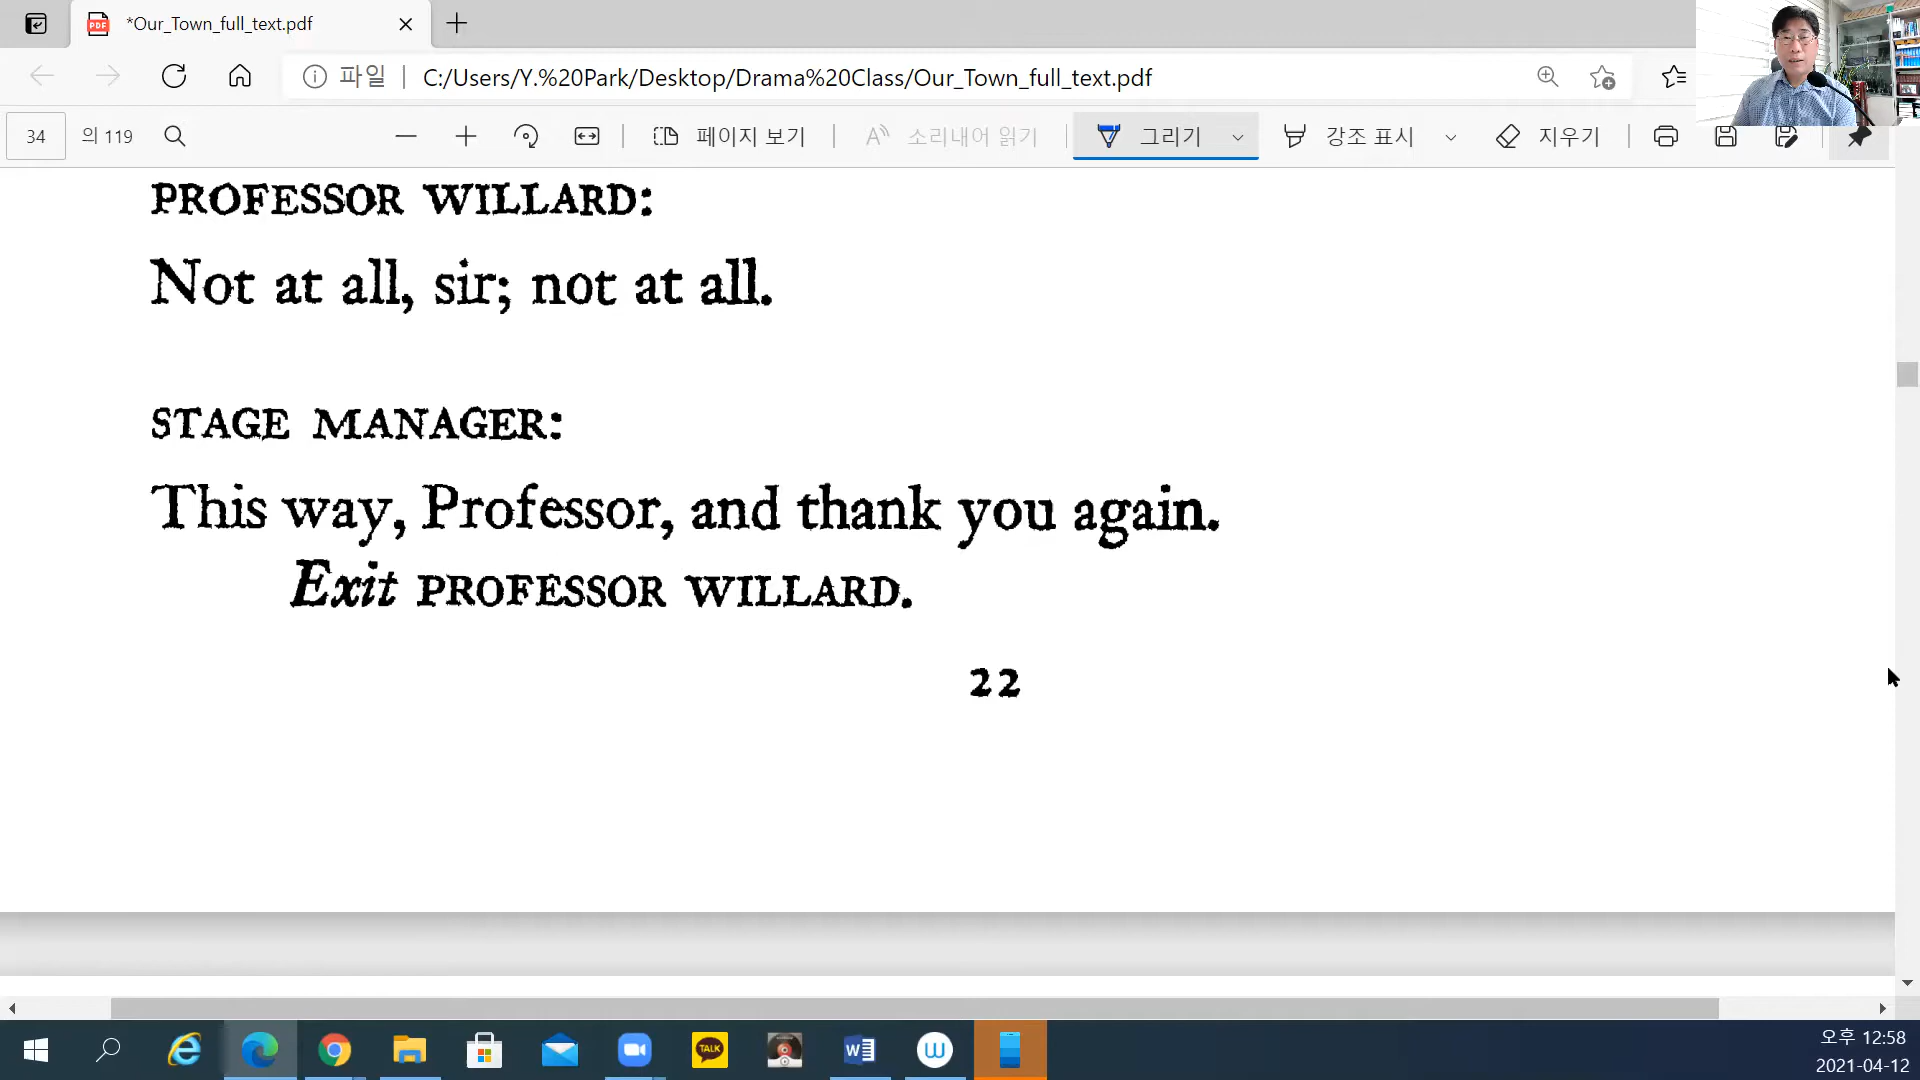 *Our_Town_full_text.pdf
파일 | C:/Users/Y.%20Park/Desktop/Drama%20Class/Our_Town_full_text.pdf
34 의 119 페이지 보기 소리내어 읽기 그리기 강조 표시 지우기
PROFESSOR WILLARD:
Not at all, sir; not at all.
STAGE MANAGER:
This way, Professor, and thank you again.
Exit PROFESSOR WILLARD.
22
TALK
오후 12:58
2021-04-12